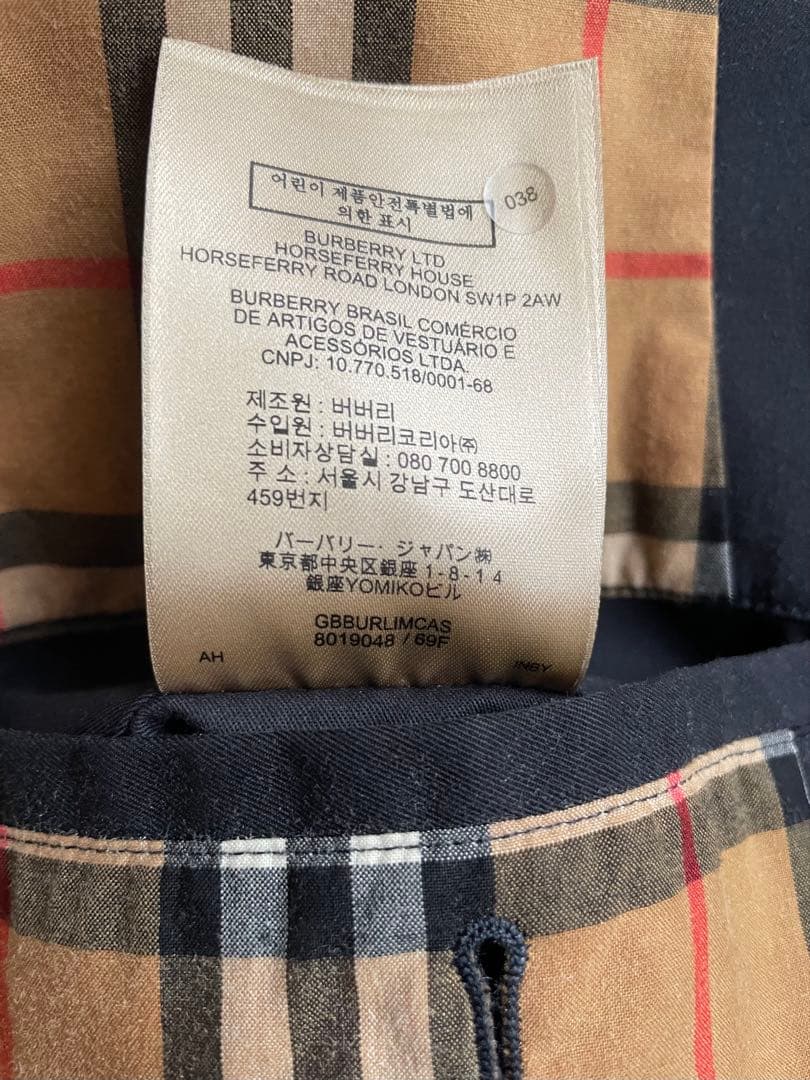 어린이 제품안전특별법에
의한 표시
038
BURBERRY LTD
HORSEFERRY HOUSE
HORSEFERRY ROAD LONDON SW1P 2AW
BURBERRY BRASIL COMÉRCIO
DE ARTIGOS DE VESTUÁRIO E
ACESSÓRIOS LTDA.
CNPJ: 10.770.518/0001-68
제조원 : 버버리
수입원 : 버버리코리아㈜
소비자상담실 : 080 700 8800
주 소 : 서울시 강남구 도산대로
459번지
バーバリー・ジャパン㈱
東京都中央区銀座1-8-14
銀座YOMIKOビル
GBBURLIMCAS
8019048 / 69F
AH